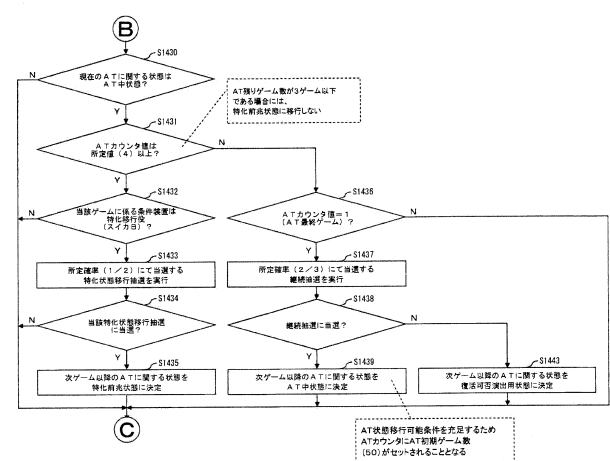 B
S1430
現在のATに関する状態は
AT中状態?
N
Y
AT残りゲーム数が3ゲーム以下
である場合には、
特化前兆状態に移行しない
S1431
ATカウンタ値は
所定値(4)以上?
N
Y
S1432
当該ゲームに係る条件装置は
特化移行役
(スイカB)?
N
Y
S1436
ATカウンタ値=1
(AT最終ゲーム)?
N
Y
S1433
所定確率(1/2)にて当選する
特化状態移行抽選を実行
S1437
所定確率(2/3)にて当選する
継続抽選を実行
S1434
当該特化状態移行抽選
に当選?
N
Y
S1438
継続抽選に当選?
N
Y
S1435
次ゲーム以降のATに関する状態を
特化前兆状態に決定
S1439
次ゲーム以降のATに関する状態を
AT中状態に決定
S1443
次ゲーム以降のATに関する状態を
復活可否演出用状態に決定
C
AT状態移行可能条件を充足するため
ATカウンタにAT初期ゲーム数
(50)がセットされることとなる